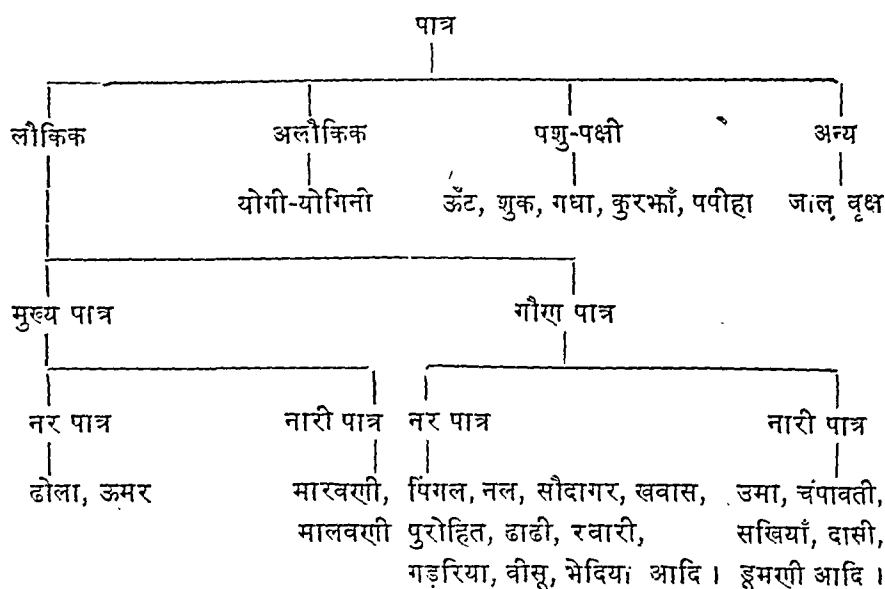 पात्र
लौकिक अलौकिक पशु-पक्षी अन्य
योगी-योगिनी ऊँट, शुक, गधा, कुरझाँ, पपीहा जाल वृक्ष
मुख्य पात्र गौण पात्र
नर पात्र नारी पात्र नर पात्र नारी पात्र
ढोला, ऊमर मारवणी, पिंगल, नल, सौदागर, खवास, उमा, चंपावती,
मालवणी पुरोहित, ढाढी, रवारी, सखियाँ, दासी,
गड़रिया, वीसू, भेदिया आदि । डूमणी आदि ।